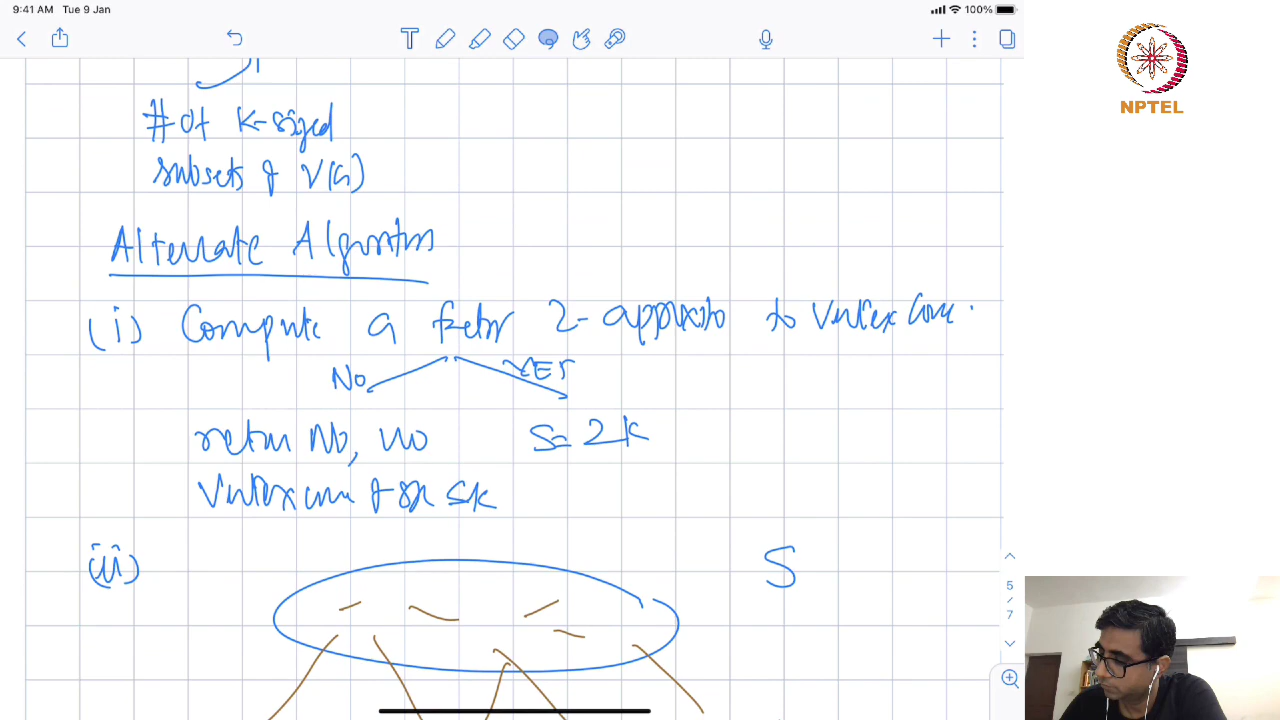 9:41 AM Tue 9 Jan
100%
NPTEL
# of k-sized
subsets of V(G)
Alternate Algorithm
(i) Compute a factor 2-approx to Vertex Cover.
No YES
return No, no S = 2k
Vertex cover of size ≤k
(ii) S
5
/
7